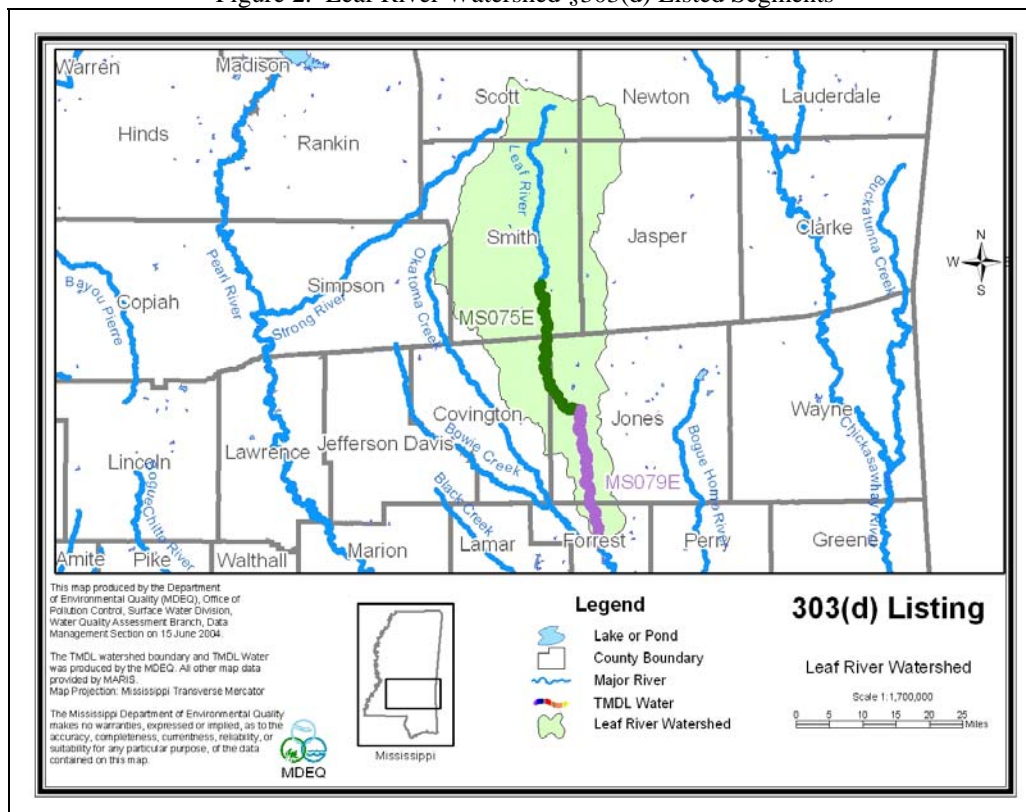 Figure 2. Leaf River Watershed §303(d) Listed Segments
Warren
Madison
Scott
Newton
Lauderdale
Hinds
Rankin
Leaf River
Buckatunna Creek
Smith
Jasper
Clarke
N
W
S
Pearl River
Okatoma Creek
Bayou Pierre
Copiah
Simpson
Strong River
MS075E
Covington
Jones
Wayne
Jefferson Davis
Bowie Creek
Lawrence
Lincoln
Bogue Chitto River
Bogue Homo River
Chickasawhay River
MS079E
Black Creek
Amite
Pike
Walthall
Marion
Lamar
Forrest
Perry
Greene
This map produced by the Department
of Environmental Quality (MDEQ), Office of
Pollution Control, Surface Water Division,
Water Quality Assessment Branch, Data
Management Section on 15 June 2004.
The TMDL watershed boundary and TMDL Water
was produced by the MDEQ. All other map data
provided by MARIS.
Map Projection: Mississippi Transverse Mercator
The Mississippi Department of Environmental Quality
makes no warranties, expressed or implied, as to the
accuracy, completeness, currentness, reliability, or
suitability for any particular purpose, of the data
contained on this map.
MDEQ
Mississippi
Legend
Lake or Pond
County Boundary
Major River
TMDL Water
Leaf River Watershed
303(d) Listing
Leaf River Watershed
Scale 1:1,700,000
0 5 10 15 20 25
Miles